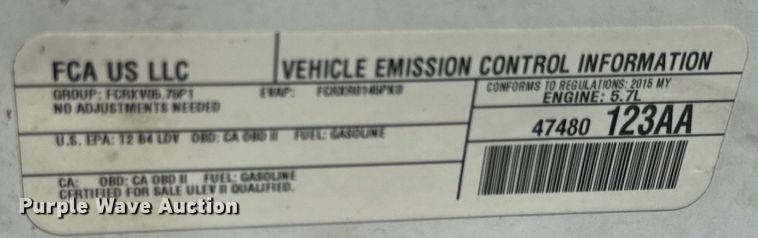 FCA US LLC
VEHICLE EMISSION CONTROL INFORMATION
GROUP: FCRXV05.75P1
EVAP:
NO ADJUSTMENTS NEEDED
CONFORMS TO REGULATIONS: 2015 MY
ENGINE: 5.7L
U.S. EPA: T2 B4 LDV OBD: CA OBD II FUEL: GASOLINE
47480 123AA
CA: OBD: CA OBD II FUEL: GASOLINE
CERTIFIED FOR SALE ULEV II QUALIFIED.
Purple Wave Auction